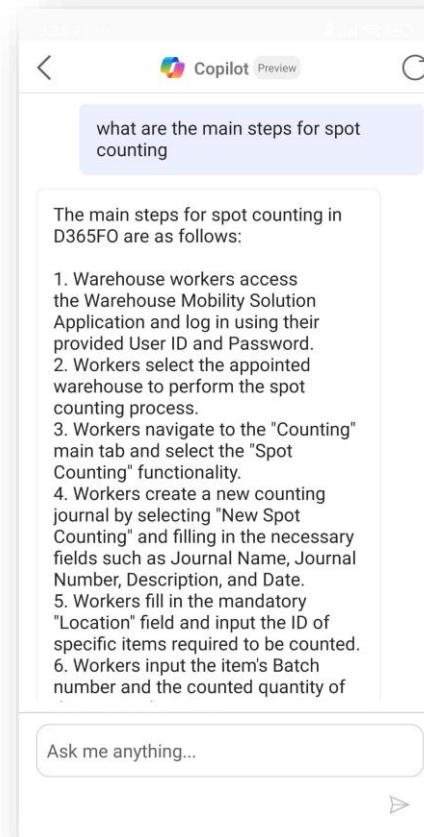 Copilot Preview
what are the main steps for spot
counting
The main steps for spot counting in
D365FO are as follows:
1. Warehouse workers access
the Warehouse Mobility Solution
Application and log in using their
provided User ID and Password.
2. Workers select the appointed
warehouse to perform the spot
counting process.
3. Workers navigate to the "Counting"
main tab and select the "Spot
Counting" functionality.
4. Workers create a new counting
journal by selecting "New Spot
Counting" and filling in the necessary
fields such as Journal Name, Journal
Number, Description, and Date.
5. Workers fill in the mandatory
"Location" field and input the ID of
specific items required to be counted.
6. Workers input the item's Batch
number and the counted quantity of
Ask me anything...